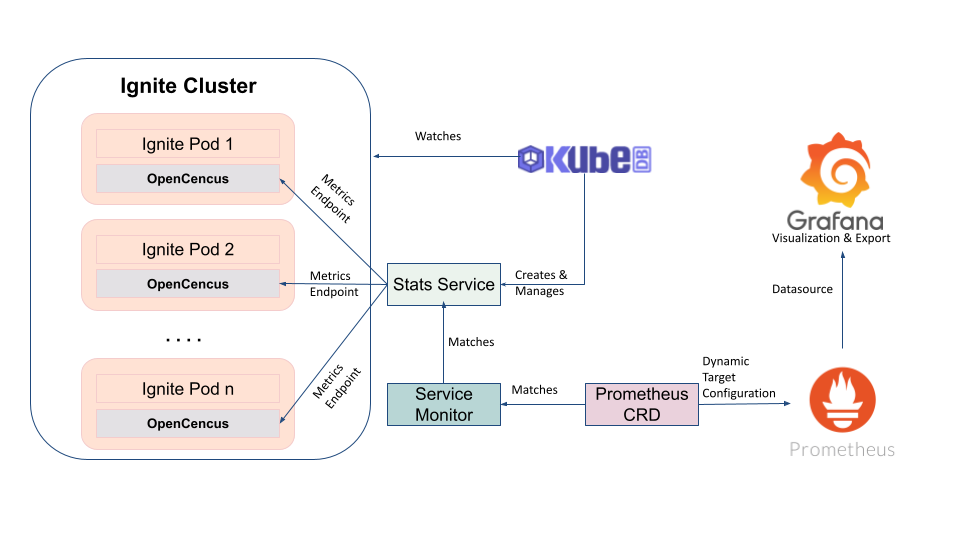 Ignite Cluster
Ignite Pod 1
OpenCencus
Metrics
Endpoint
Watches
KUbe
DB
Grafana
Visualization & Export
Ignite Pod 2
OpenCencus
Metrics
Endpoint
Stats Service
Creates &
Manages
Datasource
. . . .
Matches
Ignite Pod n
OpenCencus
Metrics
Endpoint
Service
Monitor
Matches
Prometheus
CRD
Dynamic
Target
Configuration
Prometheus